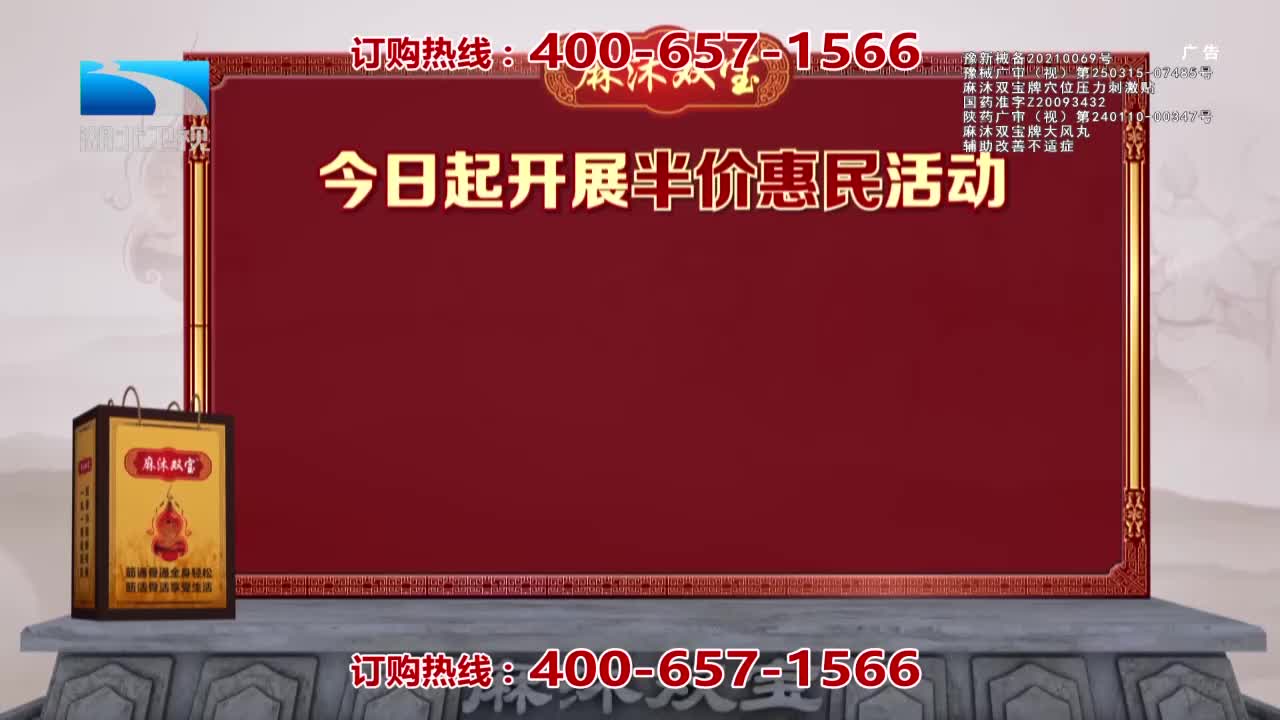 订购热线：400-657-1566
麻沐双宝
广告
豫新械备20210069号
豫械广审（视）第250315-07485号
麻沐双宝牌穴位压力刺激贴
国药准字Z20093432
陕药广审（视）第240110-00347号
麻沐双宝牌大风丸
辅助改善不适症
湖北卫视
今日起开展半价惠民活动
麻沐双宝
筋通骨通全身轻松
筋活骨活享受生活
订购热线：400-657-1566
麻沐双宝